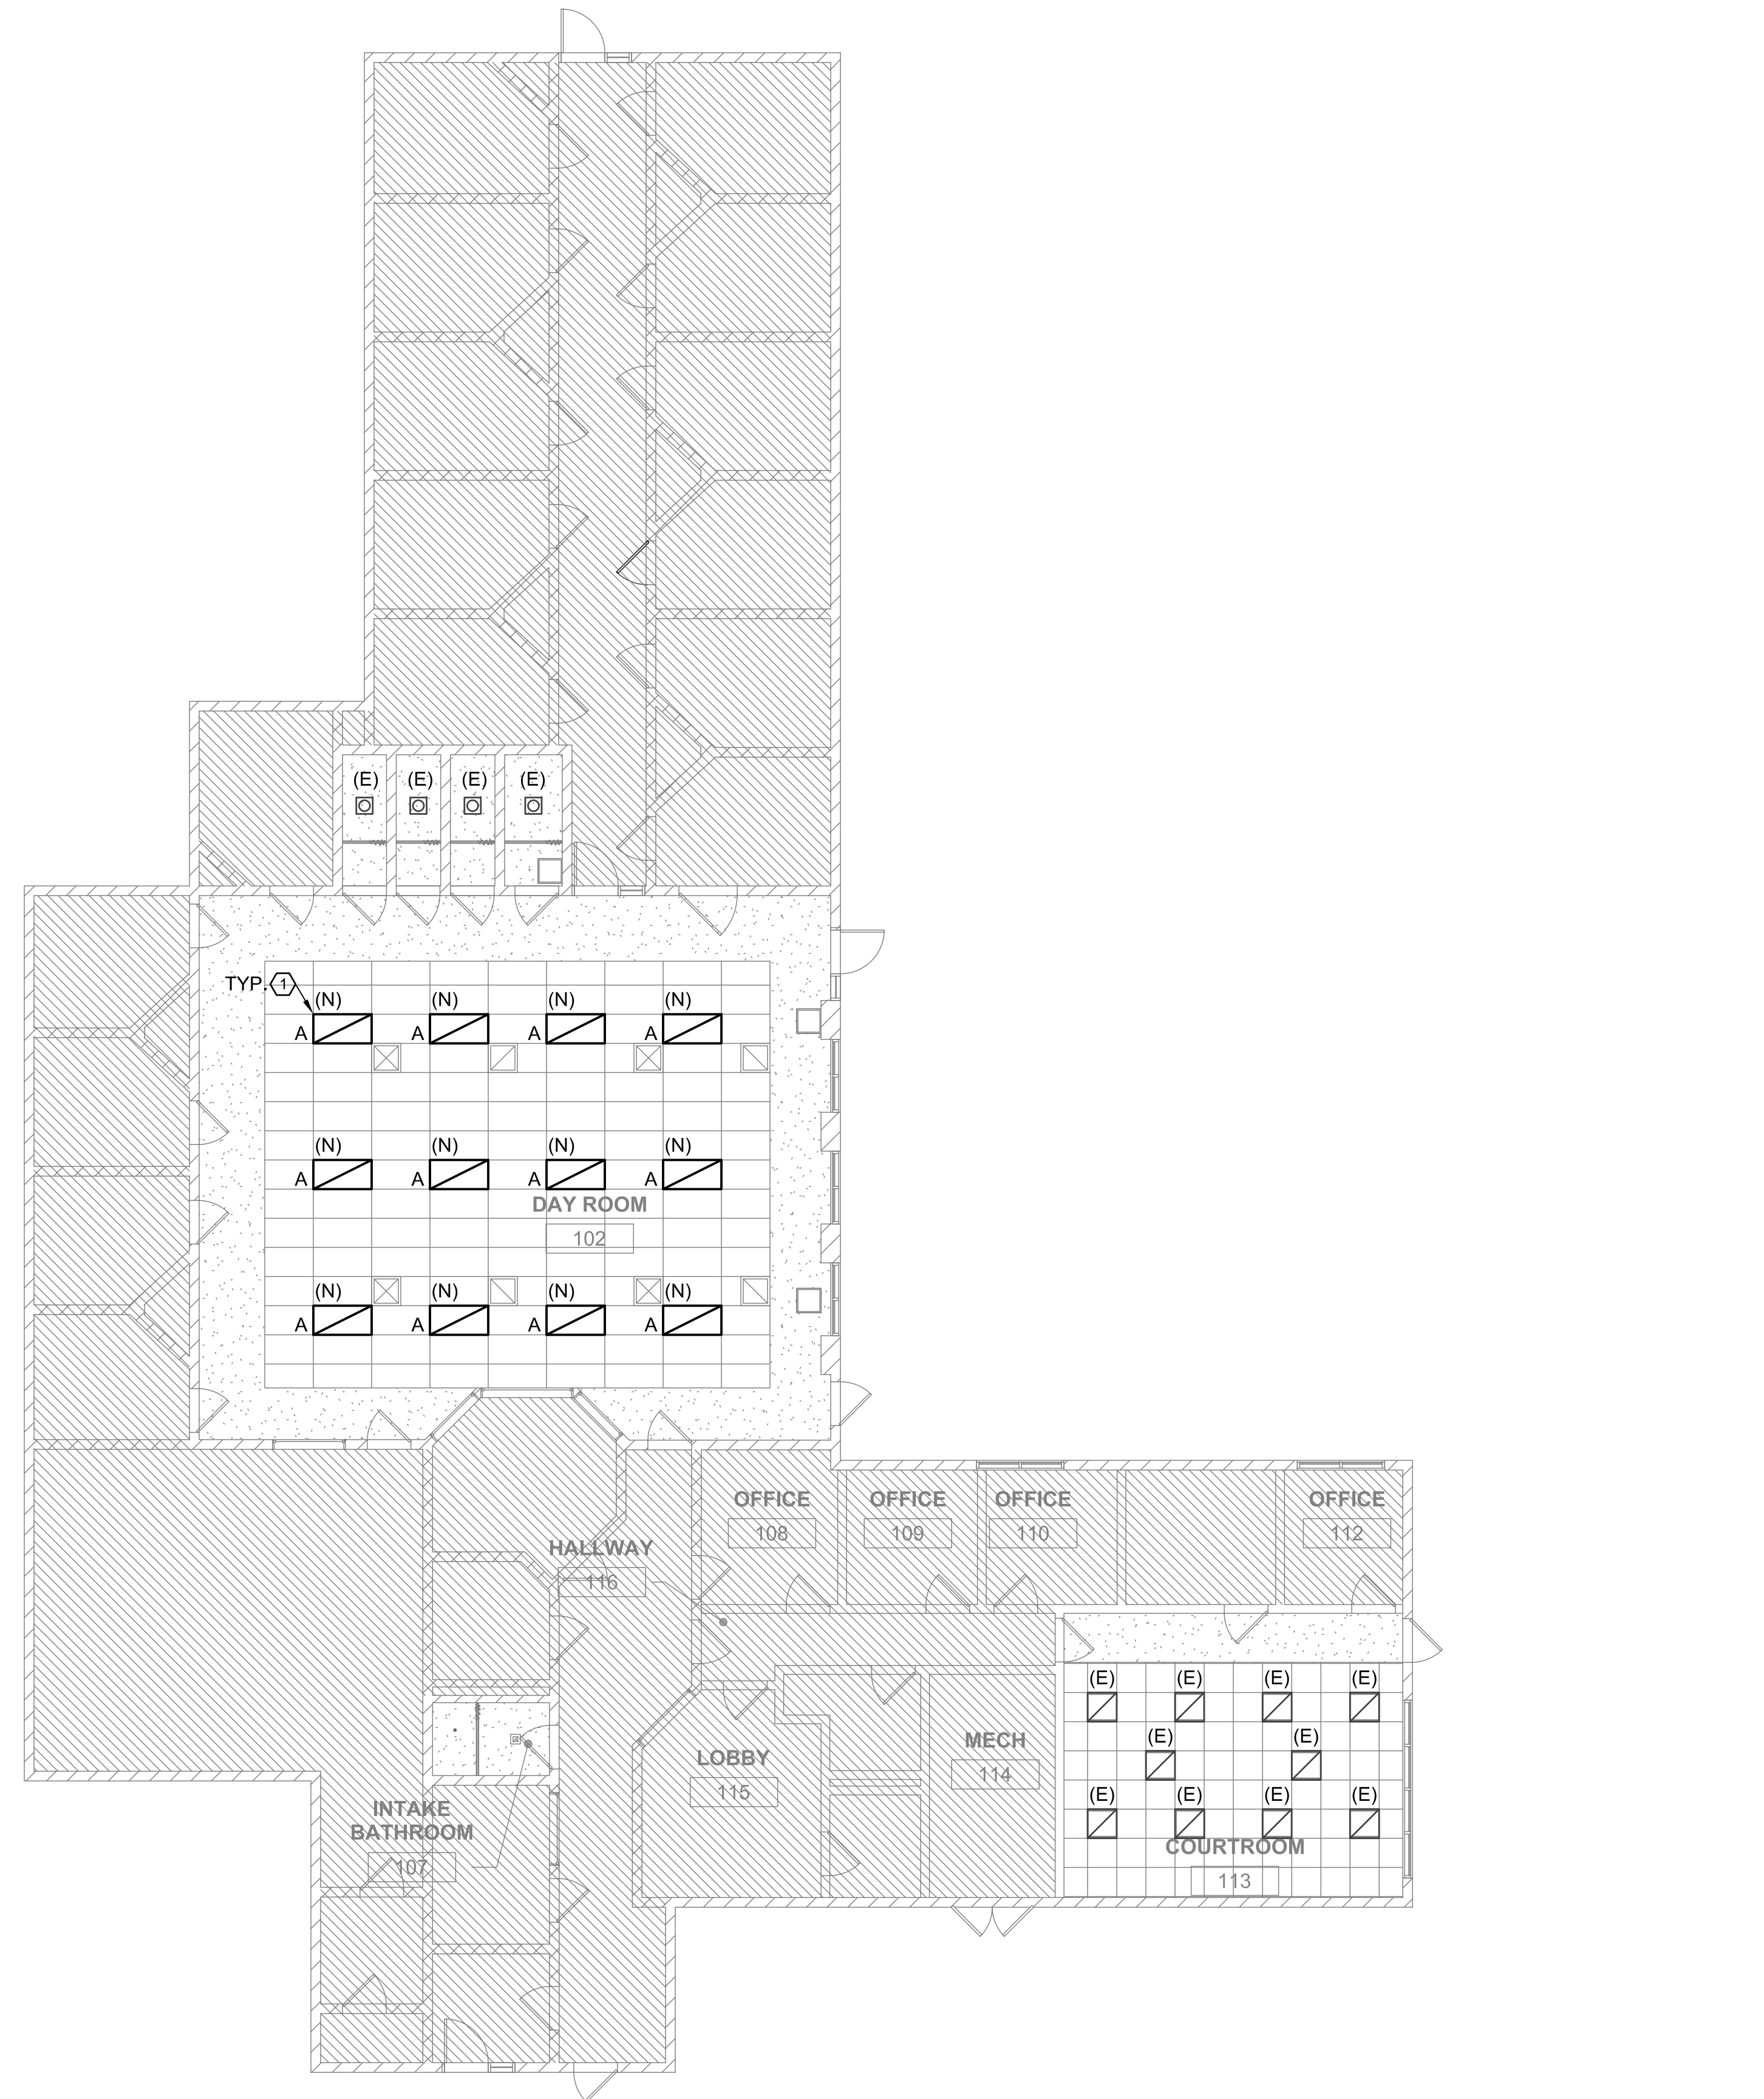 (E) (E) (E) (E)
TYP. 1
(N) (N) (N) (N)
A A A A
(N) (N) (N) (N)
A A A A
DAY ROOM
102
(N) (N) (N) (N)
A A A A
OFFICE OFFICE OFFICE OFFICE
108 109 110 112
HALLWAY
116
(E) (E) (E) (E)
(E) (E)
MECH
114
LOBBY
115
(E) (E) (E) (E)
INTAKE
BATHROOM
107
COURTROOM
113